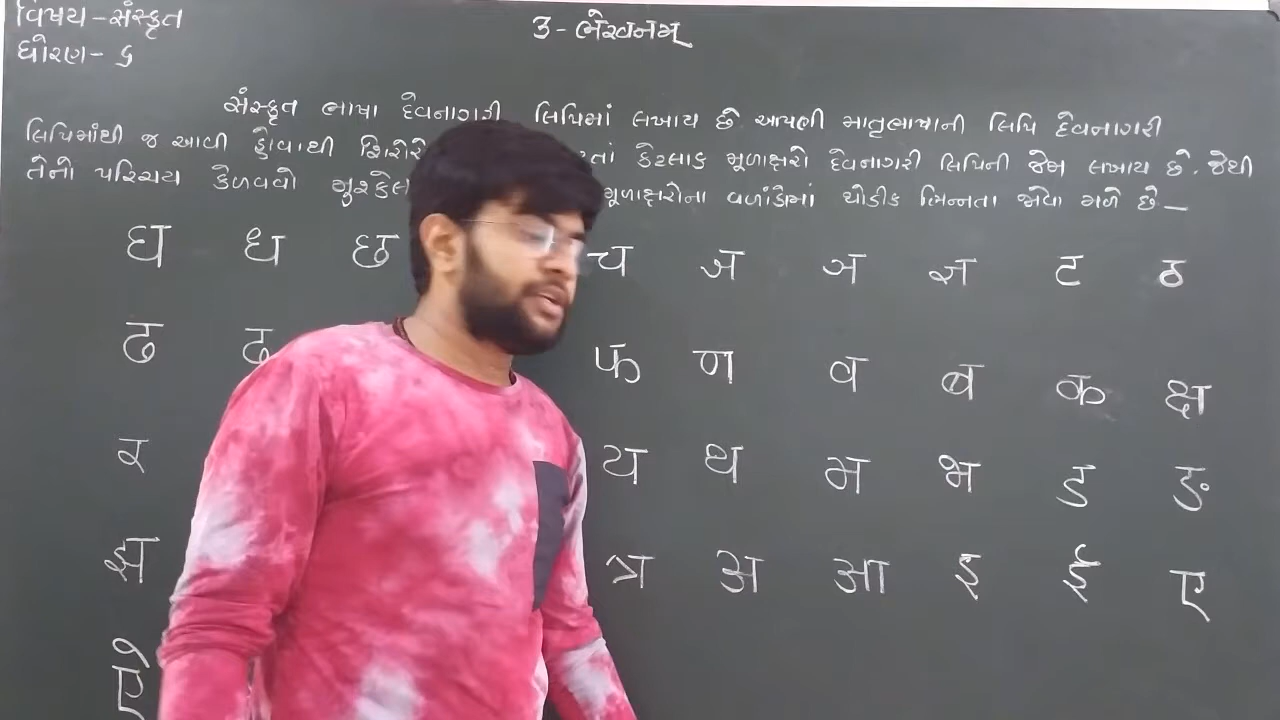 વિષય - સંસ્કૃત
ધોરણ - ૬
3 - લેખનમ્
સંસ્કૃત ભાષા દેવનાગરી લિપિમાં લખાય છે. આપણી માતૃભાષાની લિપિ દેવનાગરી
લિપિમાંથી જ આવી હોવાથી શિરોરે કેટલાક મૂળાક્ષરો દેવનાગરી લિપિની જેમ લખાય છે. જેથી
તેનો પરિચય કેળવવો મુશ્કેલ મૂળાક્ષરોના વળાંકોમાં થોડીક ભિન્નતા જોવા મળે છે –
घ ध छ च ज ञ ज्ञ ट ठ
ढ द फ ण व ब क क्ष
र य थ म भ ड ङ
झ त्र अ आ इ ई ए
ऐ